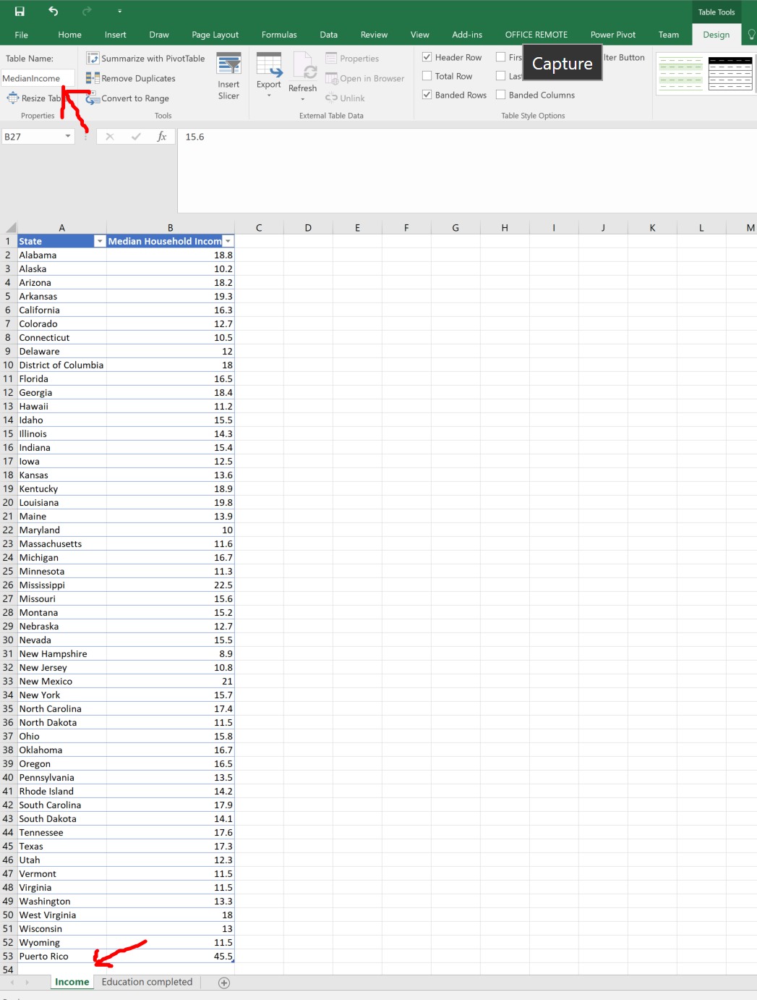 Table Tools
File Home Insert Draw Page Layout Formulas Data Review View Add-ins OFFICE REMOTE Power Pivot Team Design
Table Name: Summarize with PivotTable Properties Header Row Firs Capture lter Button
MedianIncome Remove Duplicates Insert Slicer Export Refresh Open in Browser Total Row Las
Resize Tab Convert to Range Unlink Banded Rows Banded Columns
Properties Tools External Table Data Table Style Options
B27 fx 15.6
A B C D E F G H I J K L M
1 State Median Household Incom
2 Alabama 18.8
3 Alaska 10.2
4 Arizona 18.2
5 Arkansas 19.3
6 California 16.3
7 Colorado 12.7
8 Connecticut 10.5
9 Delaware 12
10 District of Columbia 18
11 Florida 16.5
12 Georgia 18.4
13 Hawaii 11.2
14 Idaho 15.5
15 Illinois 14.3
16 Indiana 15.4
17 Iowa 12.5
18 Kansas 13.6
19 Kentucky 18.9
20 Louisiana 19.8
21 Maine 13.9
22 Maryland 10
23 Massachusetts 11.6
24 Michigan 16.7
25 Minnesota 11.3
26 Mississippi 22.5
27 Missouri 15.6
28 Montana 15.2
29 Nebraska 12.7
30 Nevada 15.5
31 New Hampshire 8.9
32 New Jersey 10.8
33 New Mexico 21
34 New York 15.7
35 North Carolina 17.4
36 North Dakota 11.5
37 Ohio 15.8
38 Oklahoma 16.7
39 Oregon 16.5
40 Pennsylvania 13.5
41 Rhode Island 14.2
42 South Carolina 17.9
43 South Dakota 14.1
44 Tennessee 17.6
45 Texas 17.3
46 Utah 12.3
47 Vermont 11.5
48 Virginia 11.5
49 Washington 13.3
50 West Virginia 18
51 Wisconsin 13
52 Wyoming 11.5
53 Puerto Rico 45.5
54
Income Education completed